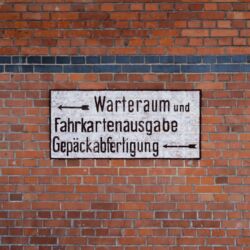 Warteraum und
Fahrkartenausgabe
Gepäckabfertigung